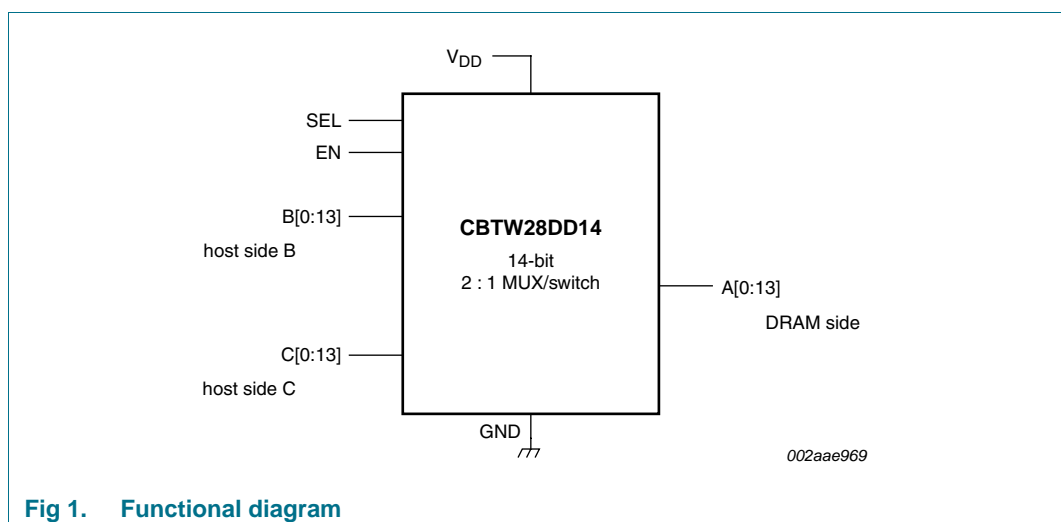 VDD
SEL
EN
B[0:13]
host side B
CBTW28DD14
14-bit
2 : 1 MUX/switch
A[0:13]
DRAM side
C[0:13]
host side C
GND
002aae969
Fig 1. Functional diagram